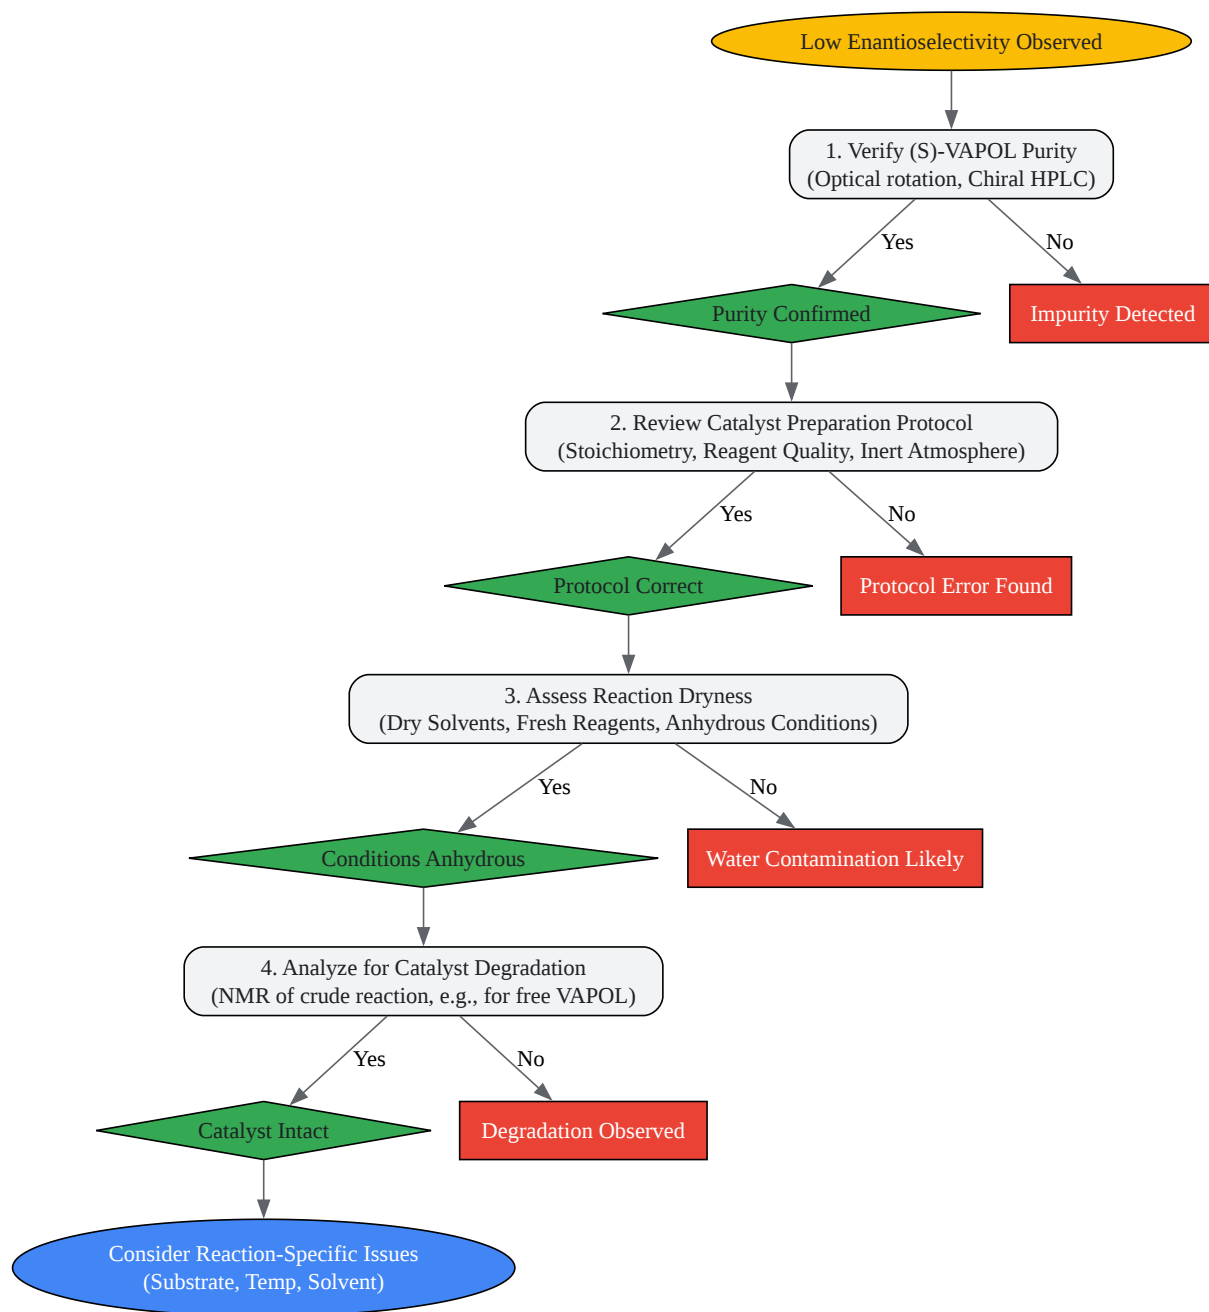 Low Enantioselectivity Observed
1. Verify (S)-VAPOL Purity
(Optical rotation, Chiral HPLC)
Yes
No
Purity Confirmed
Impurity Detected
2. Review Catalyst Preparation Protocol
(Stoichiometry, Reagent Quality, Inert Atmosphere)
Yes
No
Protocol Correct
Protocol Error Found
3. Assess Reaction Dryness
(Dry Solvents, Fresh Reagents, Anhydrous Conditions)
Yes
No
Conditions Anhydrous
Water Contamination Likely
4. Analyze for Catalyst Degradation
(NMR of crude reaction, e.g., for free VAPOL)
Yes
No
Catalyst Intact
Degradation Observed
Consider Reaction-Specific Issues
(Substrate, Temp, Solvent)